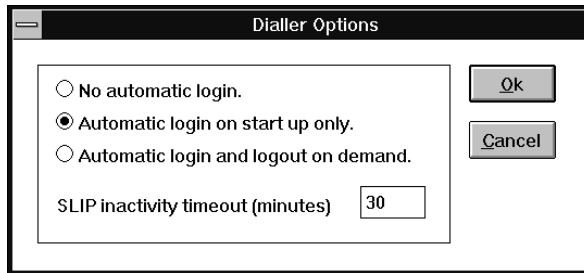 Dialler Options
No automatic login.
Automatic login on start up only.
Automatic login and logout on demand.
SLIP inactivity timeout (minutes) 30
Ok
Cancel